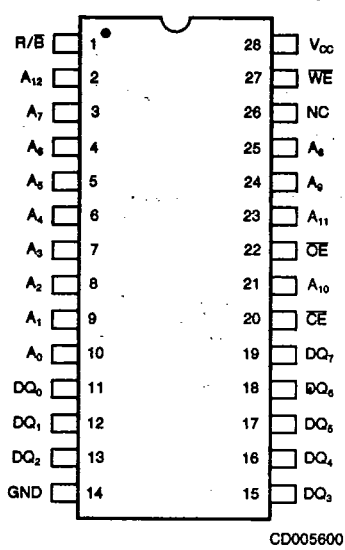 R/B̅ 1 28 V_CC
A₁₂ 2 27 W̅E̅
A₇ 3 26 NC
A₆ 4 25 A₈
A₅ 5 24 A₉
A₄ 6 23 A₁₁
A₃ 7 22 O̅E̅
A₂ 8 21 A₁₀
A₁ 9 20 C̅E̅
A₀ 10 19 DQ₇
DQ₀ 11 18 DQ₆
DQ₁ 12 17 DQ₅
DQ₂ 13 16 DQ₄
GND 14 15 DQ₃
CD005600